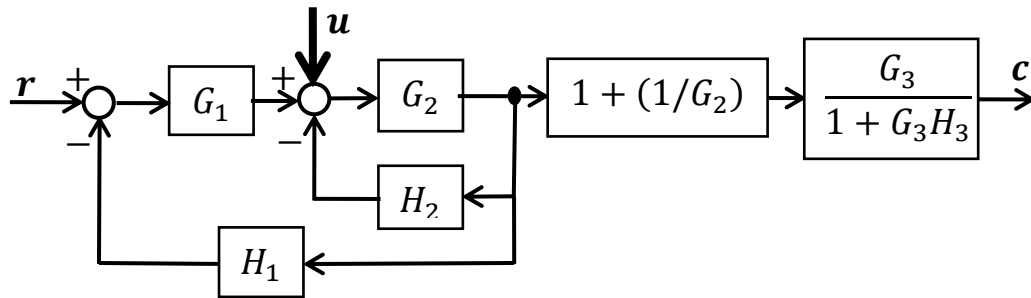 u
r + G₁ + G₂ 1 + (1/G₂) G₃ c
1 + G₃H₃
− −
H₂
H₁